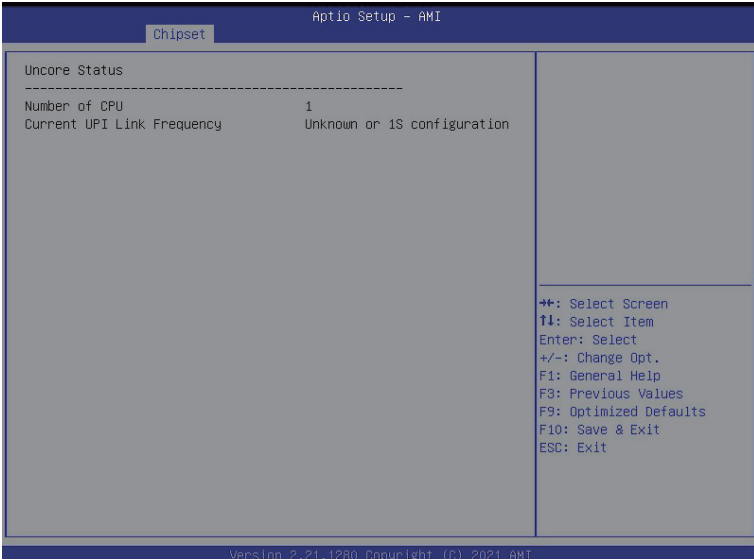 Aptio Setup – AMI
Chipset
Uncore Status
--------------------------------------------------
Number of CPU 1
Current UPI Link Frequency Unknown or 1S configuration
→←: Select Screen
↑↓: Select Item
Enter: Select
+/-: Change Opt.
F1: General Help
F3: Previous Values
F9: Optimized Defaults
F10: Save & Exit
ESC: Exit
Version 2.21.1280 Copyright (C) 2021 AMI